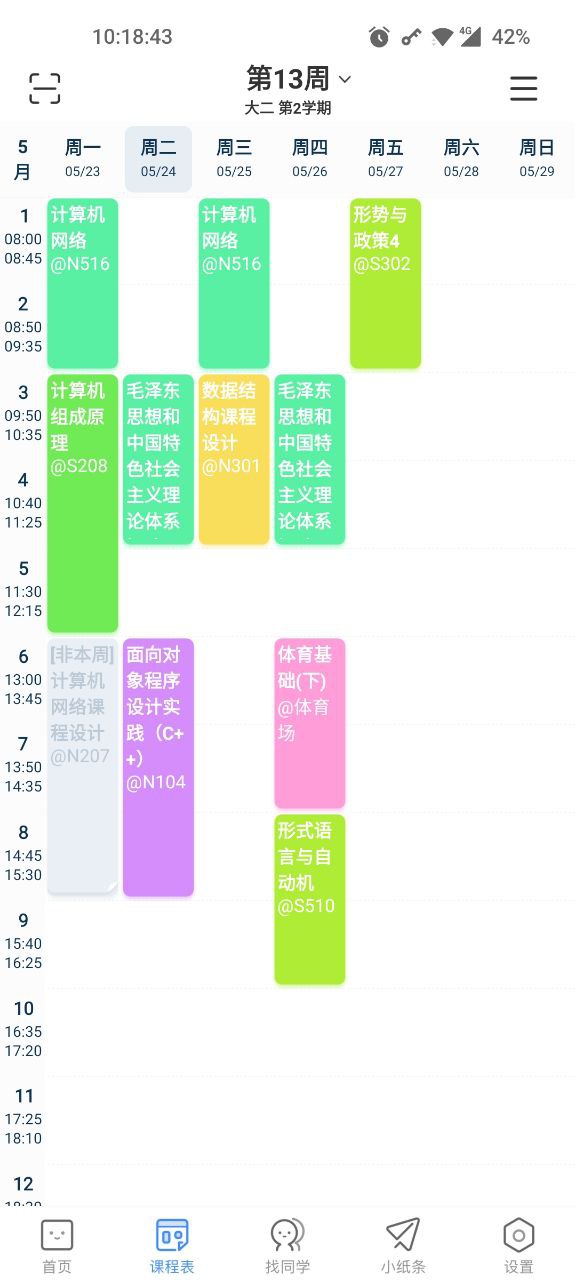 10:18:43
4G
42%
第13周
大二 第2学期
5
月
周一
05/23
周二
05/24
周三
05/25
周四
05/26
周五
05/27
周六
05/28
周日
05/29
1
08:00
08:45
2
08:50
09:35
3
09:50
10:35
4
10:40
11:25
5
11:30
12:15
6
13:00
13:45
7
13:50
14:35
8
14:45
15:30
9
15:40
16:25
10
16:35
17:20
11
17:25
18:10
12
计算机
网络
@N516
计算机
组成原
理
@S208
[非本周]
计算机
网络课
程设计
@N207
毛泽东
思想和
中国特
色社会
主义理
论体系
面向对
象程序
设计实
践（C+
+）
@N104
计算机
网络
@N516
数据结
构课程
设计
@N301
毛泽东
思想和
中国特
色社会
主义理
论体系
体育基
础(下)
@体育
场
形式语
言与自
动机
@S510
形势与
政策4
@S302
首页
课程表
找同学
小纸条
设置